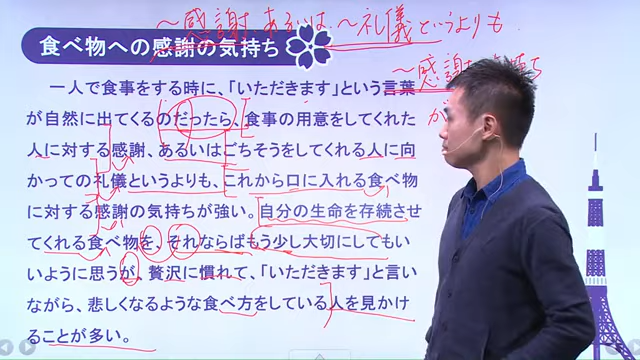 ～感謝 あるいは ～礼儀というよりも
食べ物への感謝の気持ち
～感謝
一人で食事をする時に、「いただきます」という言葉
が自然に出てくるのだったら、食事の用意をしてくれた
人に対する感謝、あるいはごちそうをしてくれる人に向
かっての礼儀というよりも、これから口に入れる食べ物
に対する感謝の気持ちが強い。自分の生命を存続させ
てくれる食べ物を、それならばもう少し大切にしてもい
いように思うが、贅沢に慣れて、「いただきます」と言い
ながら、悲しくなるような食べ方をしている人を見かけ
ることが多い。